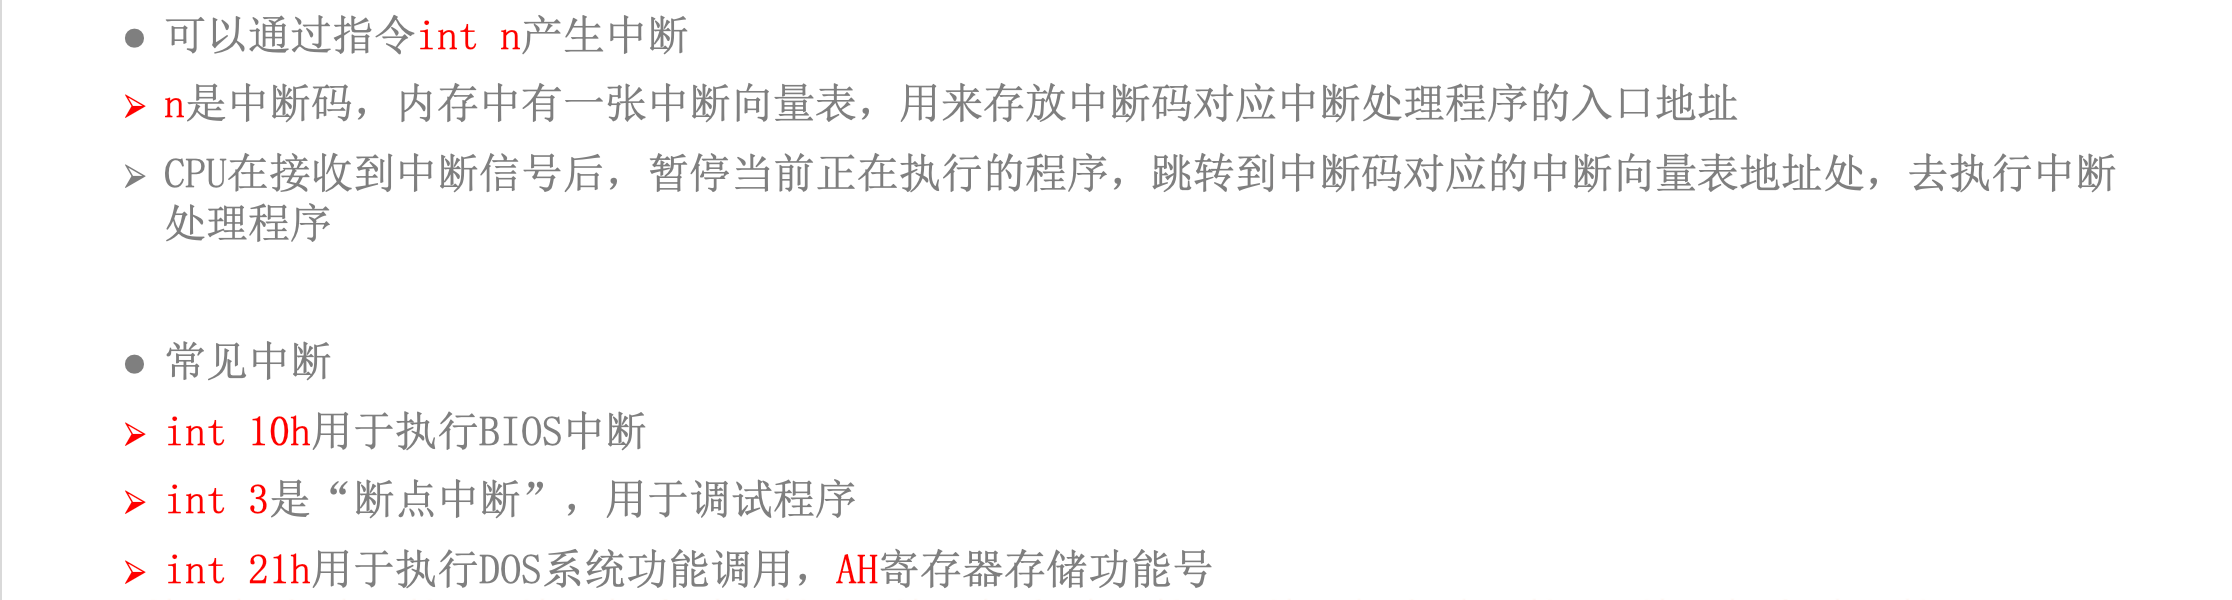 ● 可以通过指令int n产生中断
➢ n是中断码，内存中有一张中断向量表，用来存放中断码对应中断处理程序的入口地址
➢ CPU在接收到中断信号后，暂停当前正在执行的程序，跳转到中断码对应的中断向量表地址处，去执行中断
处理程序
● 常见中断
➢ int 10h用于执行BIOS中断
➢ int 3是“断点中断”，用于调试程序
➢ int 21h用于执行DOS系统功能调用，AH寄存器存储功能号